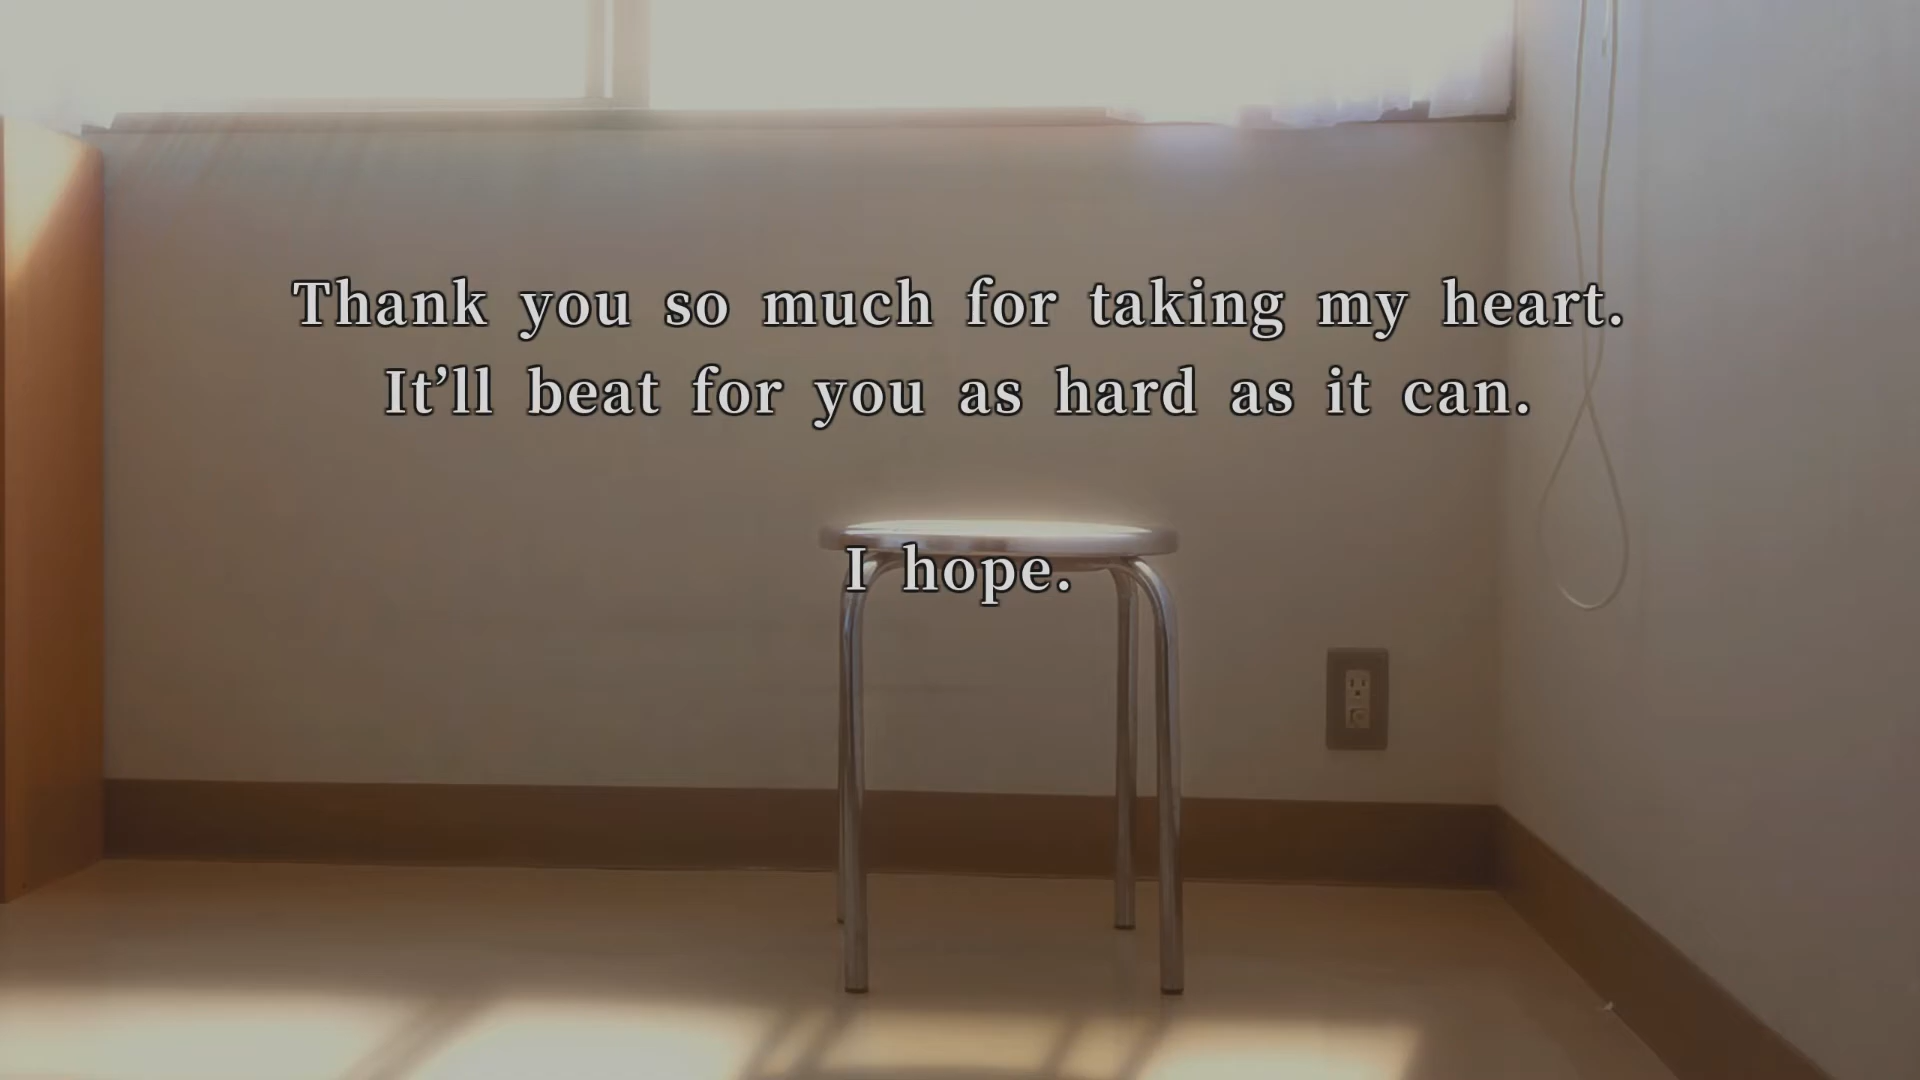 Thank you so much for taking my heart.
It’ll beat for you as hard as it can.
I hope.